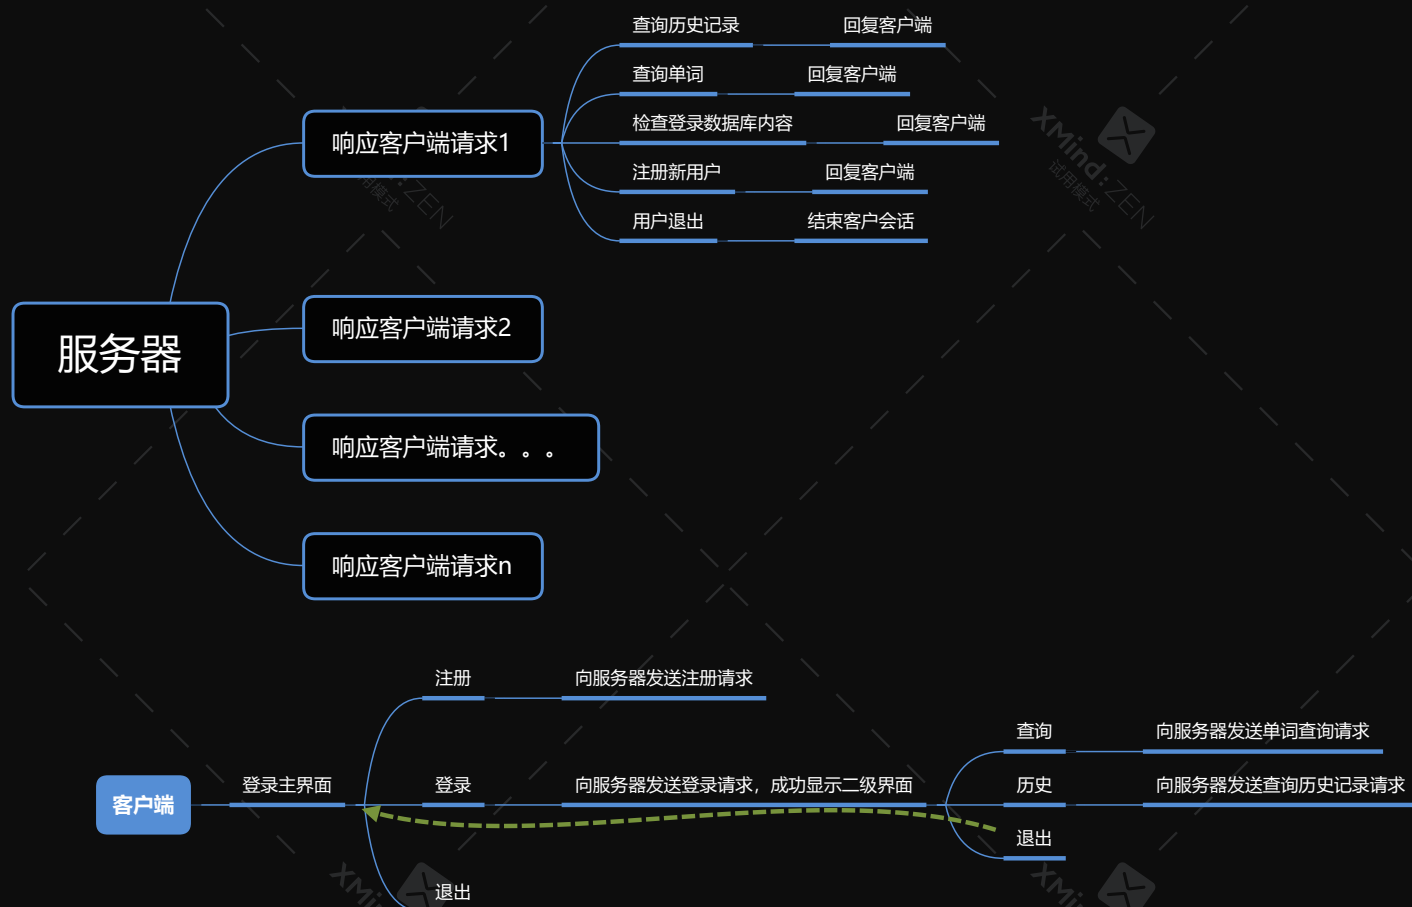 查询历史记录
回复客户端
查询单词
回复客户端
响应客户端请求1
检查登录数据库内容
回复客户端
注册新用户
回复客户端
用户退出
结束客户会话
服务器
响应客户端请求2
响应客户端请求。。。
响应客户端请求n
XMind:ZEN
试用模式
注册
向服务器发送注册请求
查询
向服务器发送单词查询请求
客户端
登录主界面
登录
向服务器发送登录请求，成功显示二级界面
历史
向服务器发送查询历史记录请求
退出
退出